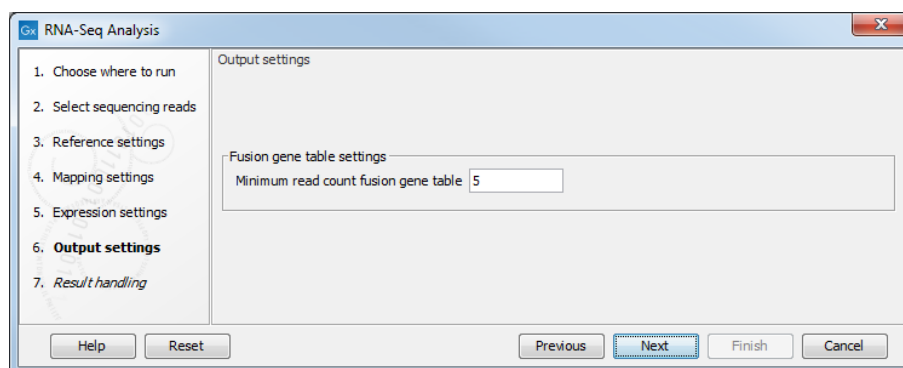 Gx RNA-Seq Analysis
1. Choose where to run
2. Select sequencing reads
3. Reference settings
4. Mapping settings
5. Expression settings
6. Output settings
7. Result handling
Output settings
Fusion gene table settings
Minimum read count fusion gene table 5
Help Reset Previous Next Finish Cancel